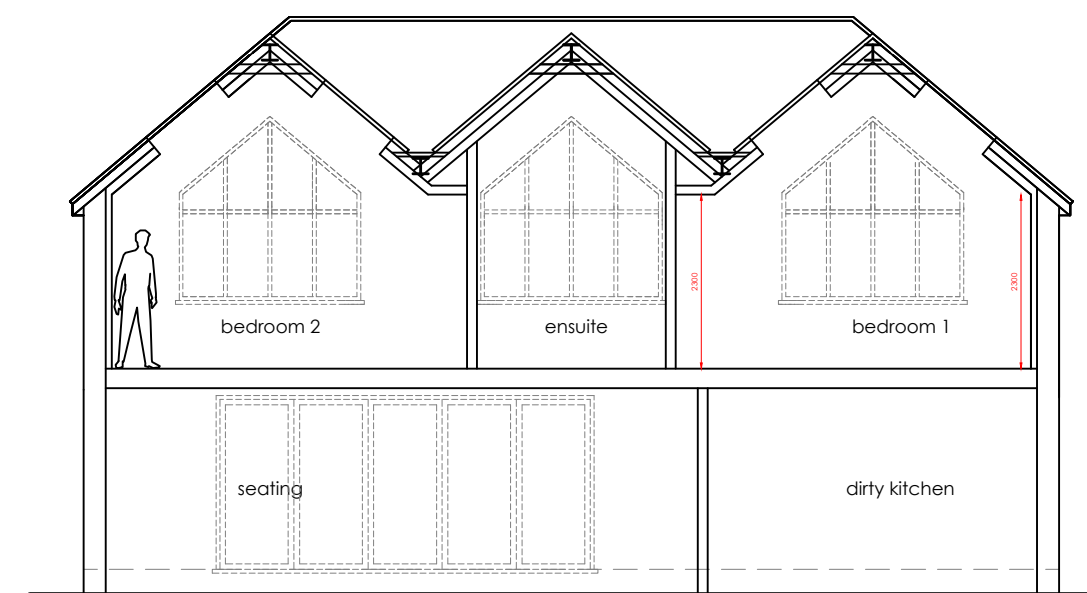 2300
2300
bedroom 2
ensuite
bedroom 1
seating
dirty kitchen